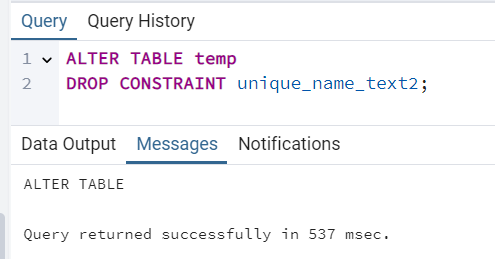 Query Query History
1 ALTER TABLE temp
2 DROP CONSTRAINT unique_name_text2;
Data Output Messages Notifications
ALTER TABLE
Query returned successfully in 537 msec.